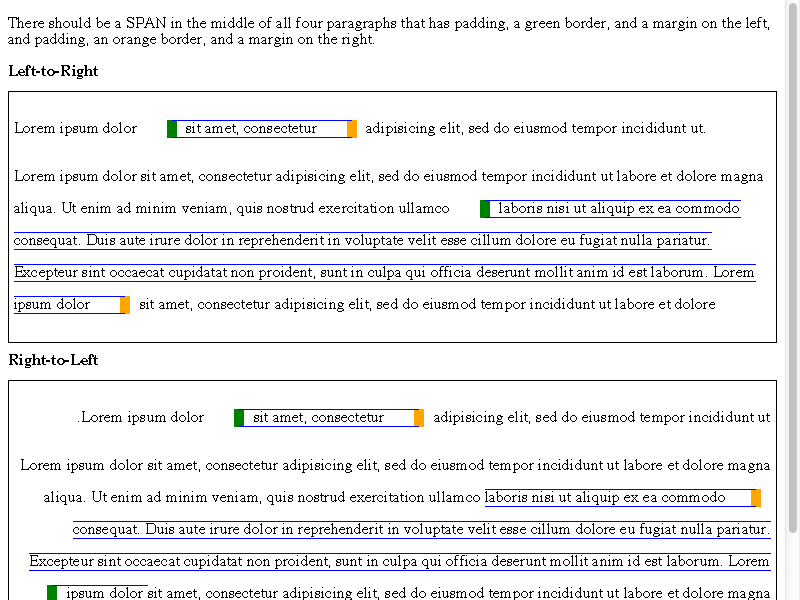 There should be a SPAN in the middle of all four paragraphs that has padding, a green border, and a margin on the left,
and padding, an orange border, and a margin on the right.
Left-to-Right
Lorem ipsum dolor sit amet, consectetur adipisicing elit, sed do eiusmod tempor incididunt ut.
Lorem ipsum dolor sit amet, consectetur adipisicing elit, sed do eiusmod tempor incididunt ut labore et dolore magna
aliqua. Ut enim ad minim veniam, quis nostrud exercitation ullamco laboris nisi ut aliquip ex ea commodo
consequat. Duis aute irure dolor in reprehenderit in voluptate velit esse cillum dolore eu fugiat nulla pariatur.
Excepteur sint occaecat cupidatat non proident, sunt in culpa qui officia deserunt mollit anim id est laborum. Lorem
ipsum dolor sit amet, consectetur adipisicing elit, sed do eiusmod tempor incididunt ut labore et dolore
Right-to-Left
.Lorem ipsum dolor sit amet, consectetur adipisicing elit, sed do eiusmod tempor incididunt ut
Lorem ipsum dolor sit amet, consectetur adipisicing elit, sed do eiusmod tempor incididunt ut labore et dolore magna
aliqua. Ut enim ad minim veniam, quis nostrud exercitation ullamco laboris nisi ut aliquip ex ea commodo
consequat. Duis aute irure dolor in reprehenderit in voluptate velit esse cillum dolore eu fugiat nulla pariatur.
Excepteur sint occaecat cupidatat non proident, sunt in culpa qui officia deserunt mollit anim id est laborum. Lorem
ipsum dolor sit amet, consectetur adipisicing elit, sed do eiusmod tempor incididunt ut labore et dolore magna